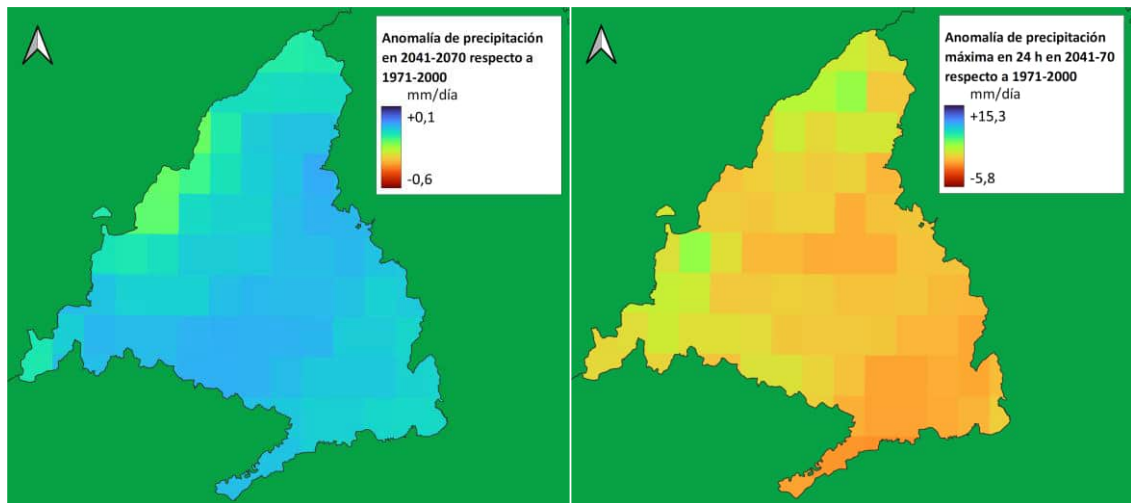 Anomalía de precipitación
en 2041-2070 respecto a
1971-2000
mm/día
+0,1
-0,6
Anomalía de precipitación
máxima en 24 h en 2041-70
respecto a 1971-2000
mm/día
+15,3
-5,8